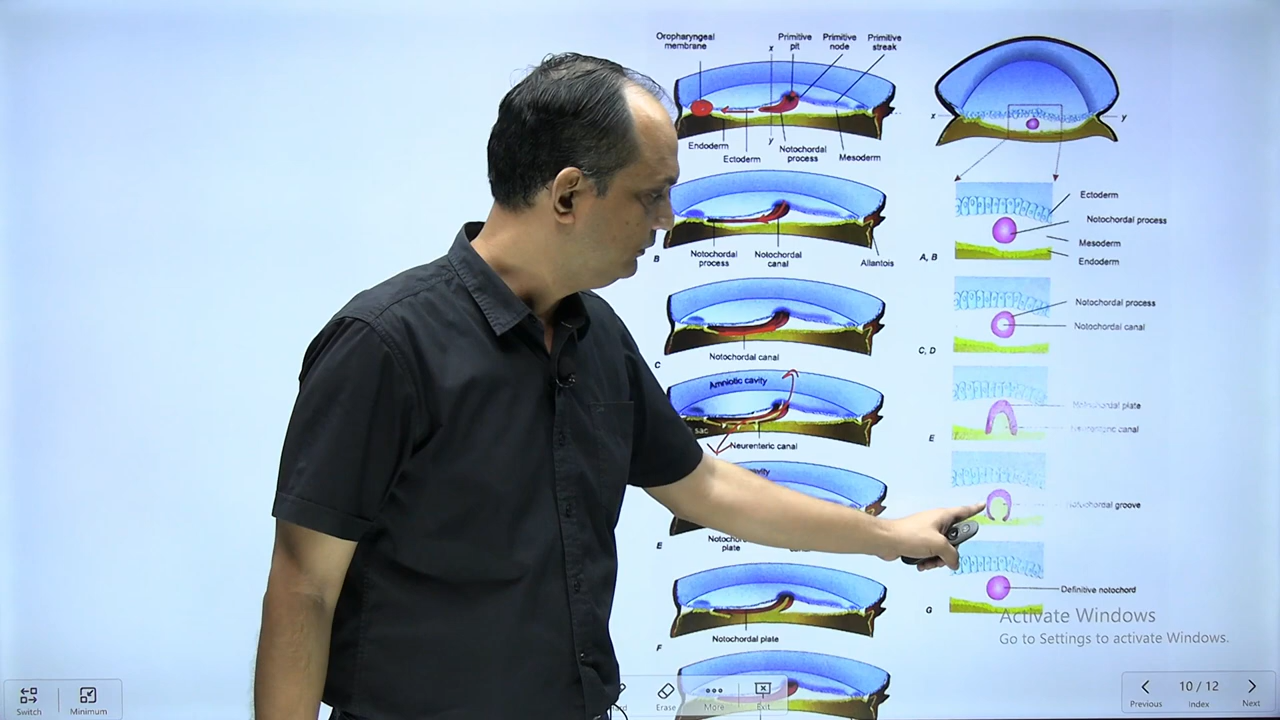 Oropharyngeal
membrane
x
Primitive
pit
Primitive
node
Primitive
streak
Endoderm
Ectoderm
y
Notochordal
process
Mesoderm
x
y
B
Notochordal
process
Notochordal
canal
Allantois
A, B
Ectoderm
Notochordal process
Mesoderm
Endoderm
C
Notochordal canal
C, D
Notochordal process
Notochordal canal
Amniotic cavity
sac
Neurenteric canal
E
Notochordal plate
Neurenteric canal
E
plate
Notochordal groove
F
Notochordal plate
G
Definitive notochord
Activate Windows
Go to Settings to activate Windows.
Switch
Minimum
Erase
More
Exit
Previous
10 / 12
Index
Next